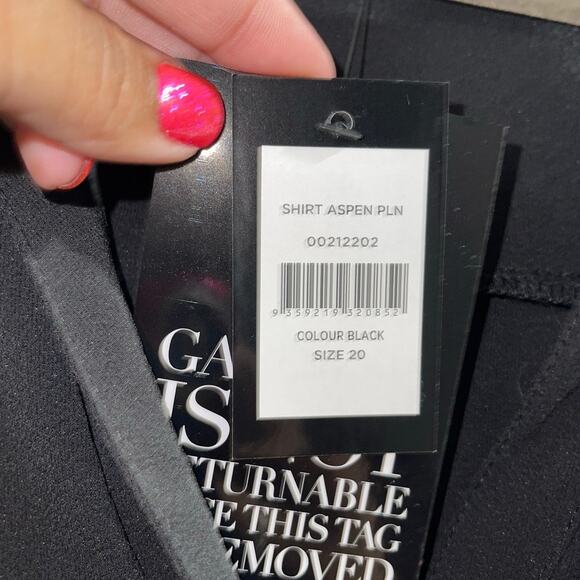 SHIRT ASPEN PLN
00212202
9 359219 320852
COLOUR BLACK
SIZE 20
GA
IS
TURNABLE
E THIS TAG
EMOVED